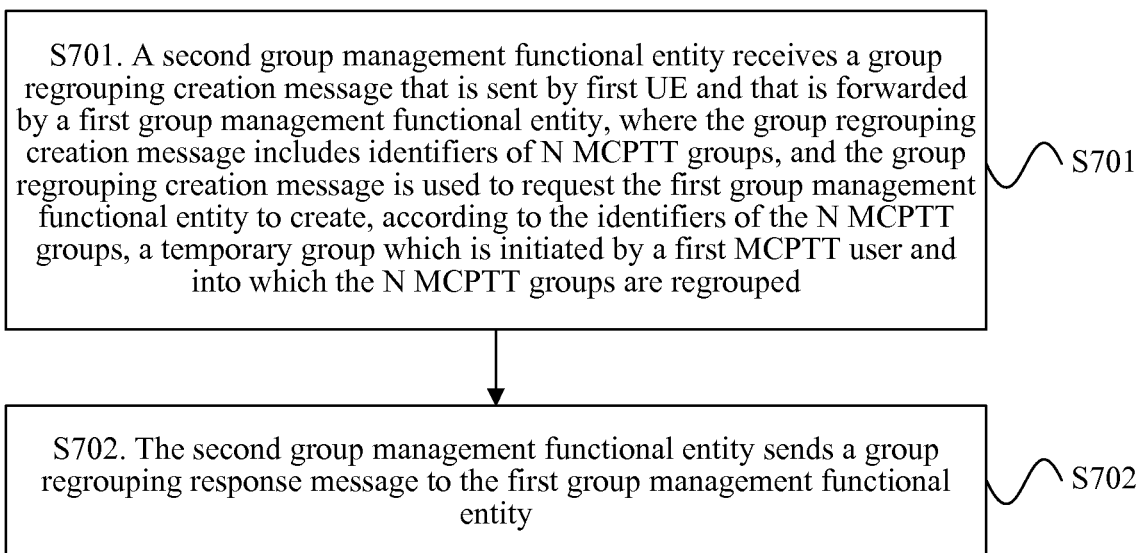 S701. A second group management functional entity receives a group
regrouping creation message that is sent by first UE and that is forwarded
by a first group management functional entity, where the group regrouping
creation message includes identifiers of N MCPTT groups, and the group
regrouping creation message is used to request the first group management
functional entity to create, according to the identifiers of the N MCPTT
groups, a temporary group which is initiated by a first MCPTT user and
into which the N MCPTT groups are regrouped
S701
S702. The second group management functional entity sends a group
regrouping response message to the first group management functional
entity
S702